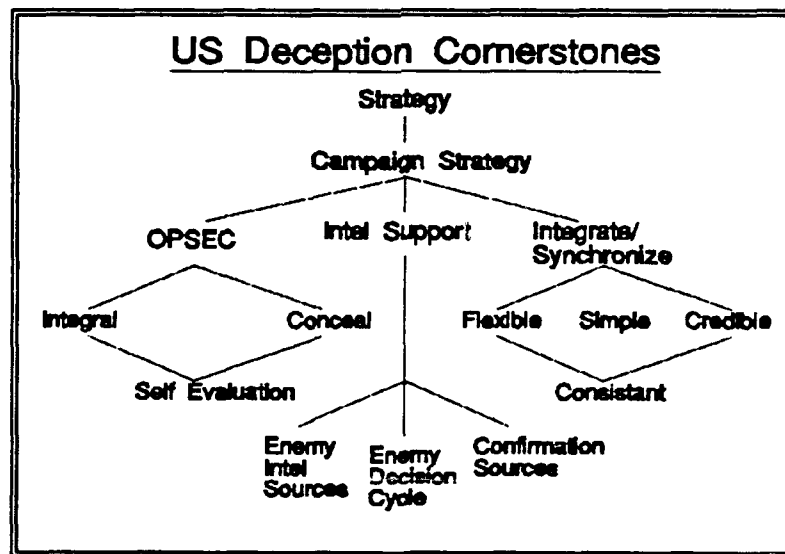 US Deception Cornerstones
Strategy
Campaign Strategy
OPSEC
Intel Support
Integrate/
Synchronize
Integral
Conceal
Flexible
Simple
Credible
Self Evaluation
Consistant
Enemy
Intel
Sources
Enemy
Decision
Cycle
Confirmation
Sources